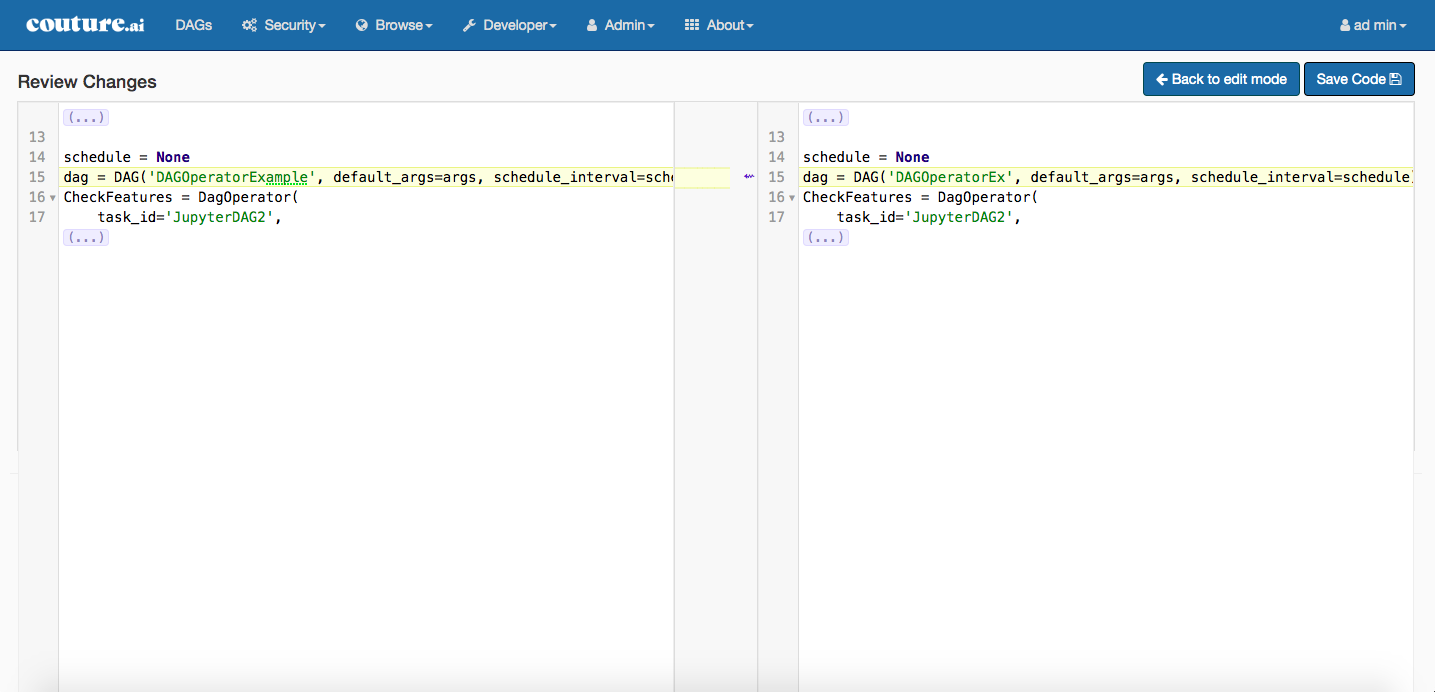 couture.ai DAGs Security Browse Developer Admin About ad min
Review Changes Back to edit mode Save Code
(...)
13
14 schedule = None
15 dag = DAG('DAGOperatorExample', default_args=args, schedule_interval=sch
16 CheckFeatures = DagOperator(
17 task_id='JupyterDAG2',
(...)
(...)
13
14 schedule = None
15 dag = DAG('DAGOperatorEx', default_args=args, schedule_interval=schedule
16 CheckFeatures = DagOperator(
17 task_id='JupyterDAG2',
(...)